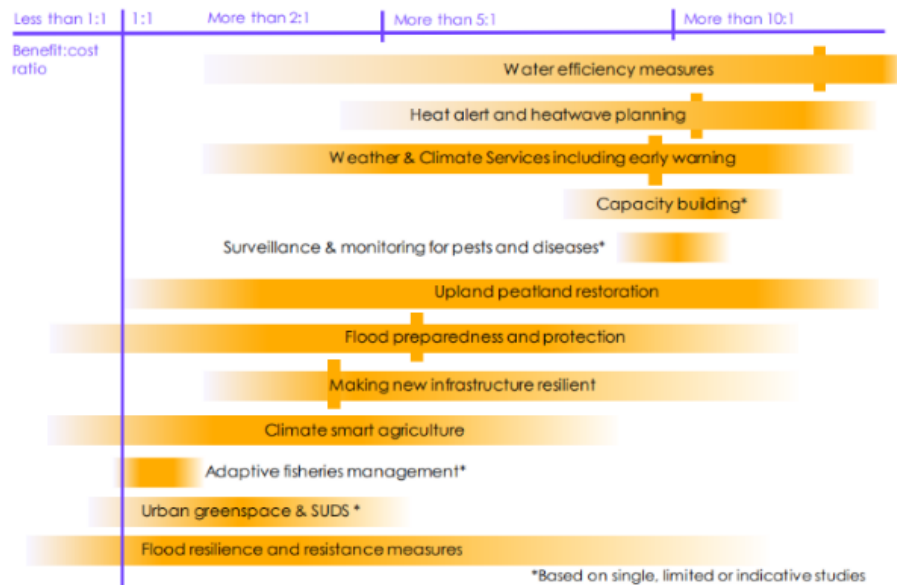 Less than 1:1 1:1 More than 2:1 More than 5:1 More than 10:1
Benefit:cost
ratio
Water efficiency measures
Heat alert and heatwave planning
Weather & Climate Services including early warning
Capacity building*
Surveillance & monitoring for pests and diseases*
Upland peatland restoration
Flood preparedness and protection
Making new infrastructure resilient
Climate smart agriculture
Adaptive fisheries management*
Urban greenspace & SUDS *
Flood resilience and resistance measures
*Based on single, limited or indicative studies